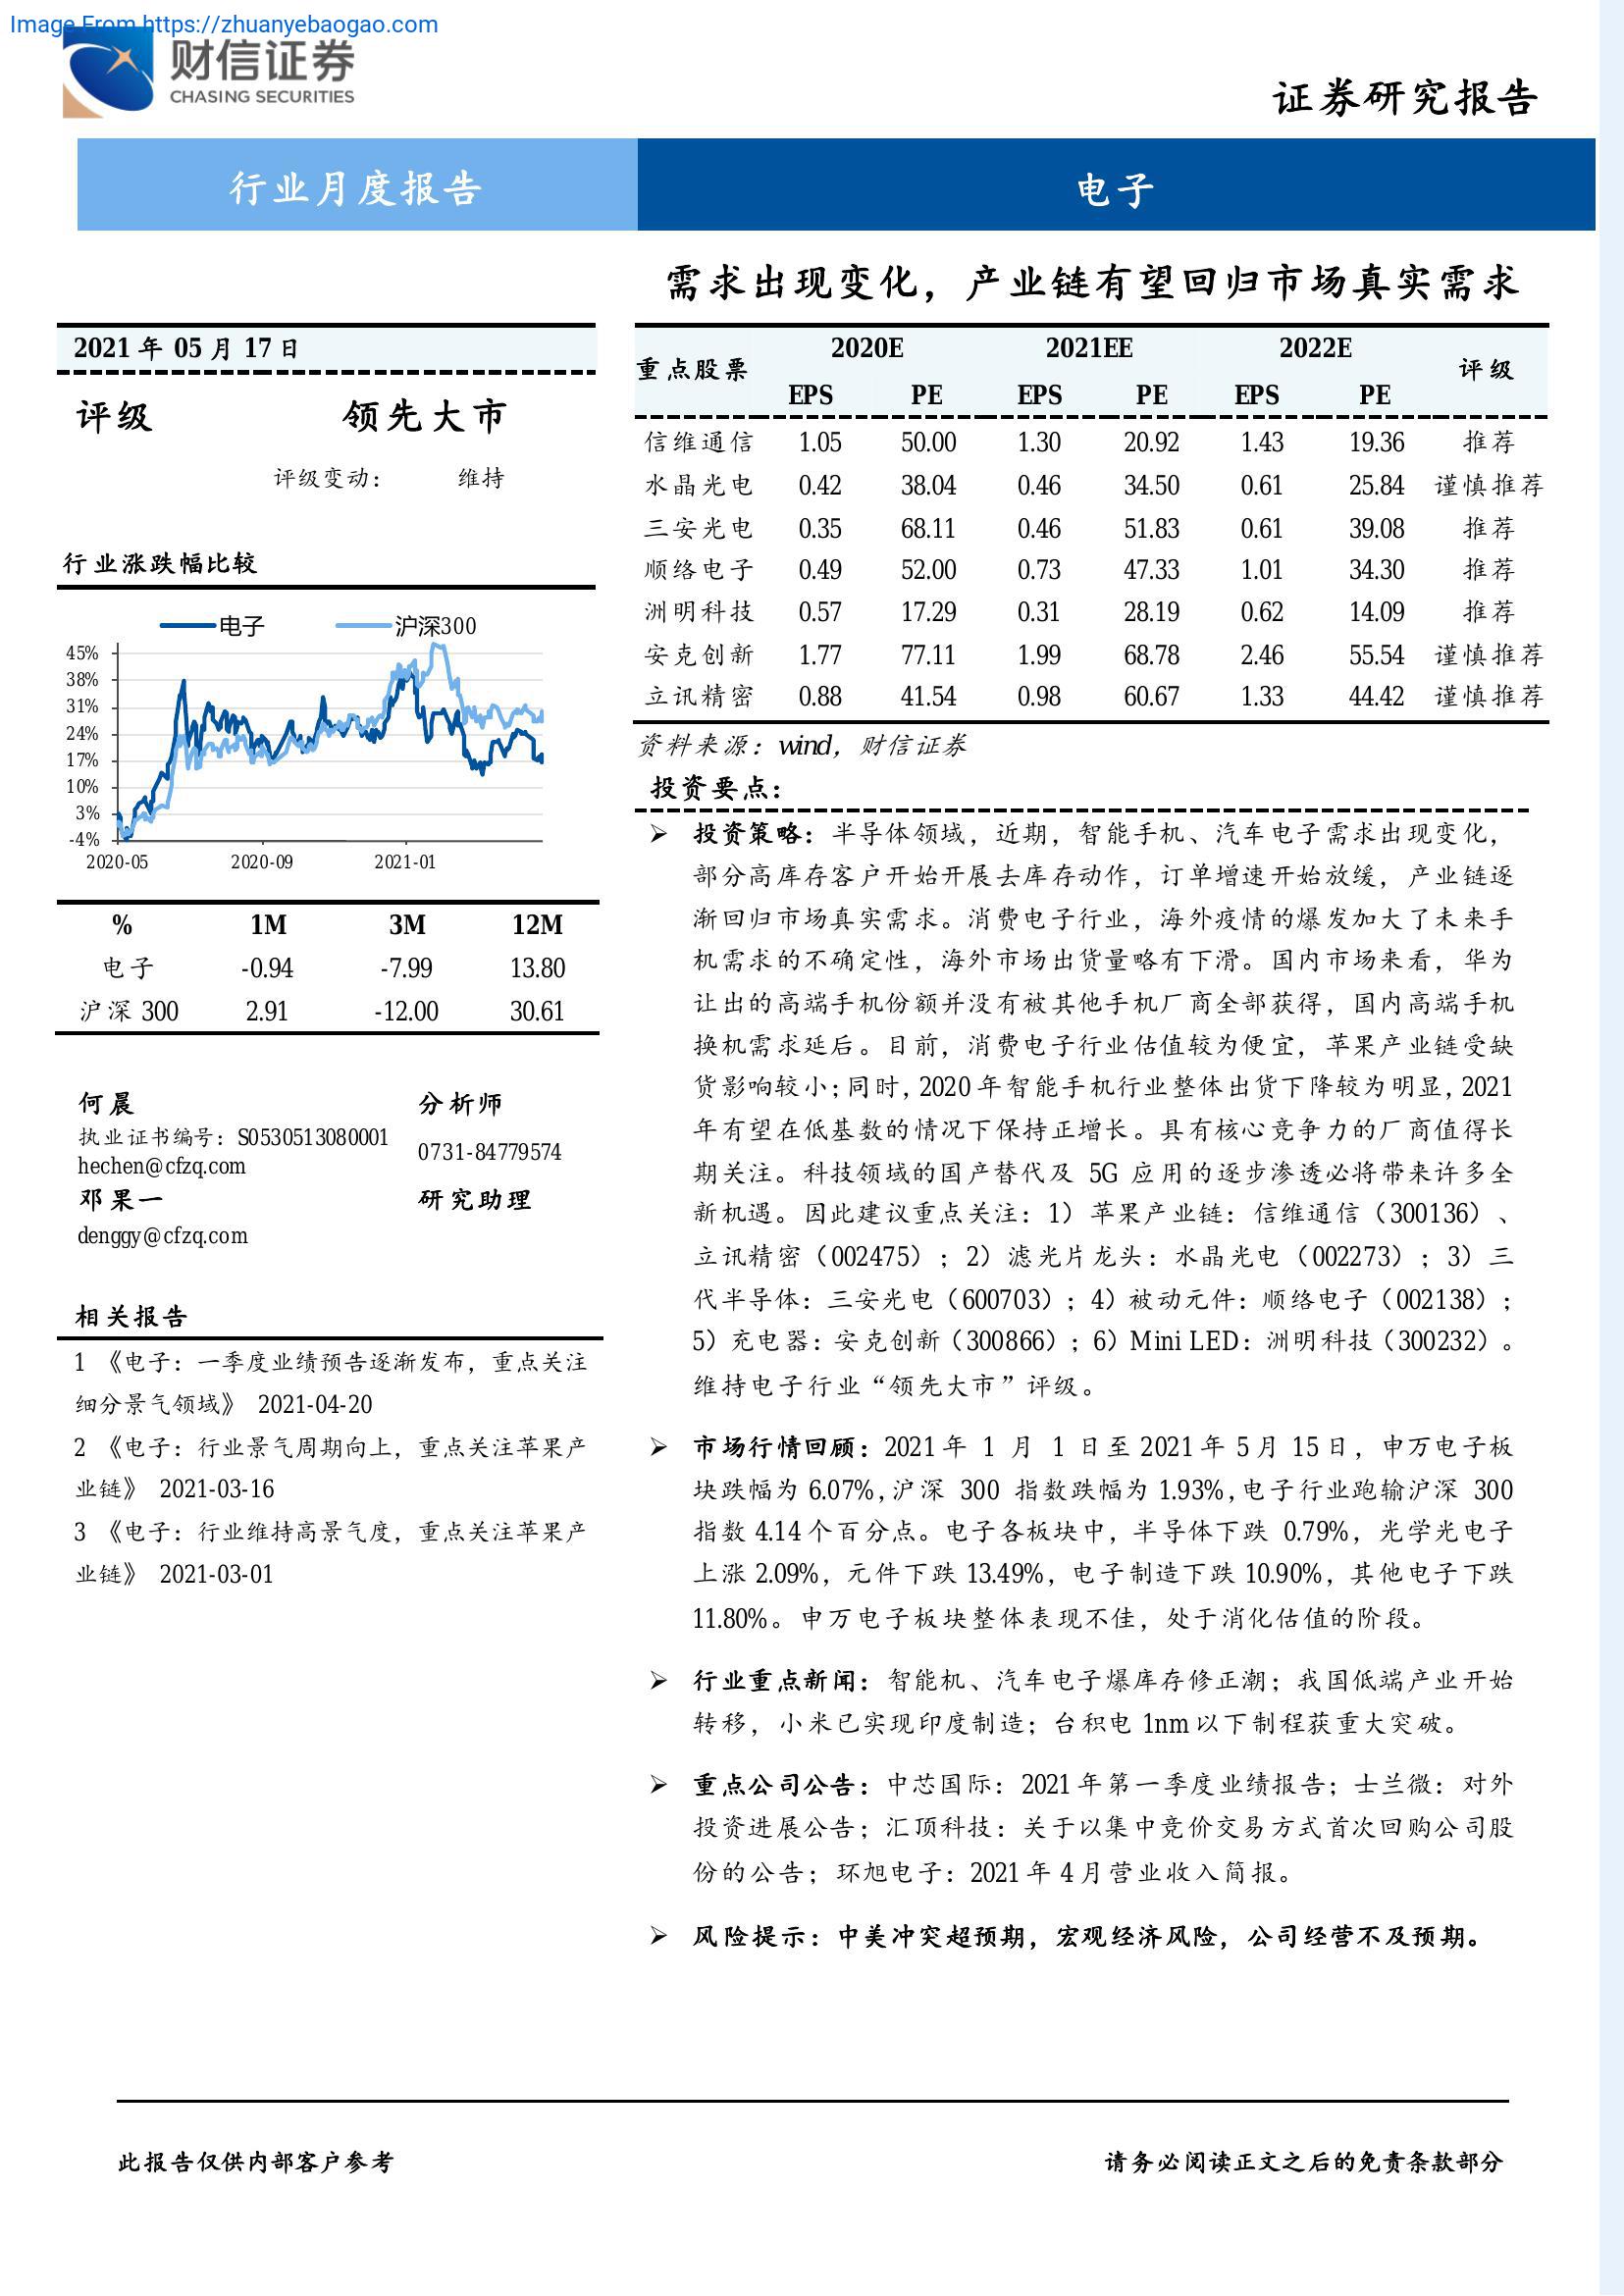 Image From https://zhuanyebaogao.com
财信证券
CHASING SECURITIES
证券研究报告
行业月度报告
电子
需求出现变化，产业链有望回归市场真实需求
2021 年 05 月 17 日
评级 领先大市
评级变动： 维持
行业涨跌幅比较
电子 沪深300
45%
38%
31%
24%
17%
10%
3%
-4%
2020-05 2020-09 2021-01
% 1M 3M 12M
电子 -0.94 -7.99 13.80
沪深 300 2.91 -12.00 30.61
何晨 分析师
执业证书编号：S0530513080001
0731-84779574
hechen@cfzq.com
邓果一 研究助理
denggy@cfzq.com
相关报告
1 《电子：一季度业绩预告逐渐发布，重点关注
细分景气领域》 2021-04-20
2 《电子：行业景气周期向上，重点关注苹果产
业链》 2021-03-16
3 《电子：行业维持高景气度，重点关注苹果产
业链》 2021-03-01
重点股票 2020E 2021EE 2022E 评级
EPS PE EPS PE EPS PE
信维通信 1.05 50.00 1.30 20.92 1.43 19.36 推荐
水晶光电 0.42 38.04 0.46 34.50 0.61 25.84 谨慎推荐
三安光电 0.35 68.11 0.46 51.83 0.61 39.08 推荐
顺络电子 0.49 52.00 0.73 47.33 1.01 34.30 推荐
洲明科技 0.57 17.29 0.31 28.19 0.62 14.09 推荐
安克创新 1.77 77.11 1.99 68.78 2.46 55.54 谨慎推荐
立讯精密 0.88 41.54 0.98 60.67 1.33 44.42 谨慎推荐
资料来源：wind，财信证券
投资要点：
➢ 投资策略：半导体领域，近期，智能手机、汽车电子需求出现变化，
部分高库存客户开始开展去库存动作，订单增速开始放缓，产业链逐
渐回归市场真实需求。消费电子行业，海外疫情的爆发加大了未来手
机需求的不确定性，海外市场出货量略有下滑。国内市场来看，华为
让出的高端手机份额并没有被其他手机厂商全部获得，国内高端手机
换机需求延后。目前，消费电子行业估值较为便宜，苹果产业链受缺
货影响较小；同时，2020 年智能手机行业整体出货下降较为明显，2021
年有望在低基数的情况下保持正增长。具有核心竞争力的厂商值得长
期关注。科技领域的国产替代及 5G 应用的逐步渗透必将带来许多全
新机遇。因此建议重点关注：1）苹果产业链：信维通信（300136）、
立讯精密（002475）；2）滤光片龙头：水晶光电（002273）；3）三
代半导体：三安光电（600703）；4）被动元件：顺络电子（002138）；
5）充电器：安克创新（300866）；6）Mini LED：洲明科技（300232）。
维持电子行业“领先大市”评级。
➢ 市场行情回顾：2021 年 1 月 1 日至 2021 年 5 月 15 日，申万电子板
块跌幅为 6.07%,沪深 300 指数跌幅为 1.93%,电子行业跑输沪深 300
指数 4.14 个百分点。电子各板块中，半导体下跌 0.79%，光学光电子
上涨 2.09%，元件下跌 13.49%，电子制造下跌 10.90%，其他电子下跌
11.80%。申万电子板块整体表现不佳，处于消化估值的阶段。
➢ 行业重点新闻：智能机、汽车电子爆库存修正潮；我国低端产业开始
转移，小米已实现印度制造；台积电 1nm 以下制程获重大突破。
➢ 重点公司公告：中芯国际：2021 年第一季度业绩报告；士兰微：对外
投资进展公告；汇顶科技：关于以集中竞价交易方式首次回购公司股
份的公告；环旭电子：2021 年 4 月营业收入简报。
➢ 风险提示：中美冲突超预期，宏观经济风险，公司经营不及预期。
此报告仅供内部客户参考
请务必阅读正文之后的免责条款部分